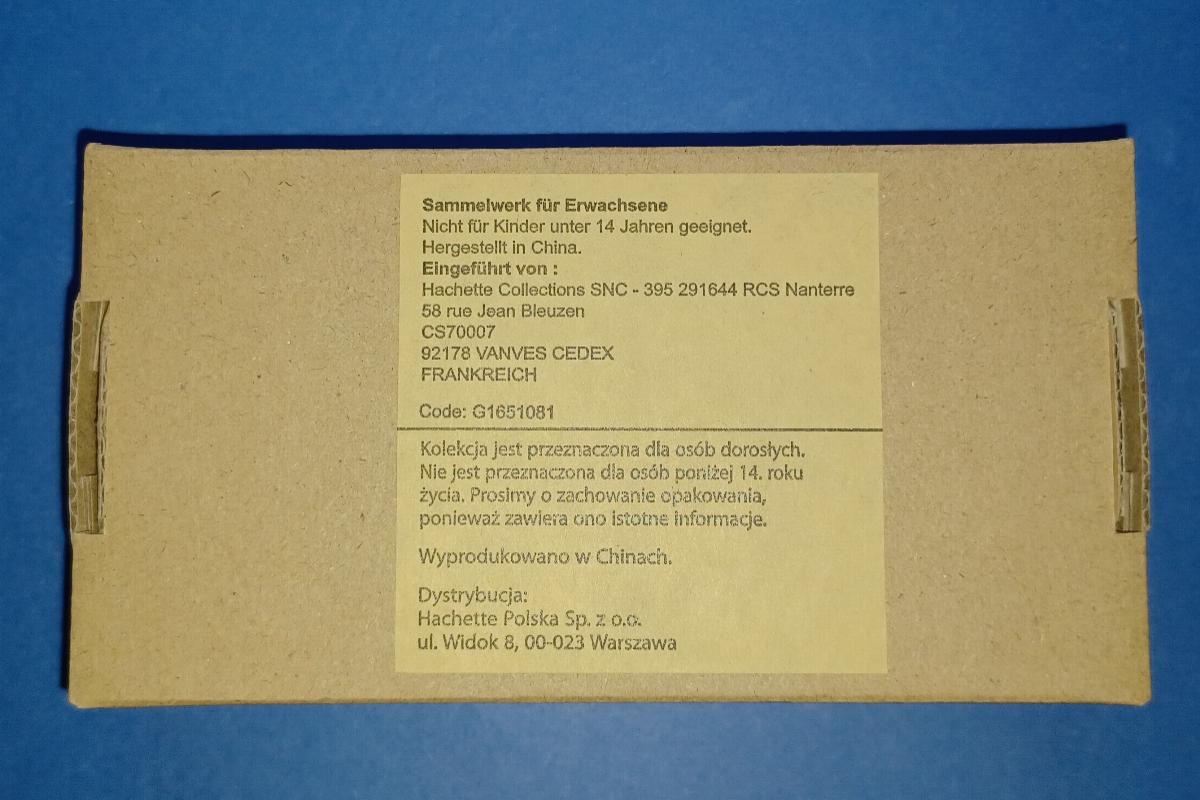 Sammelwerk für Erwachsene
Nicht für Kinder unter 14 Jahren geeignet.
Hergestellt in China.
Eingeführt von :
Hachette Collections SNC - 395 291644 RCS Nanterre
58 rue Jean Bleuzen
CS70007
92178 VANVES CEDEX
FRANKREICH
Code: G1651081
Kolekcja jest przeznaczona dla osób dorosłych.
Nie jest przeznaczona dla osób poniżej 14. roku
życia. Prosimy o zachowanie opakowania,
ponieważ zawiera ono istotne informacje.
Wyprodukowano w Chinach.
Dystrybucja:
Hachette Polska Sp. z o.o.
ul. Widok 8, 00-023 Warszawa